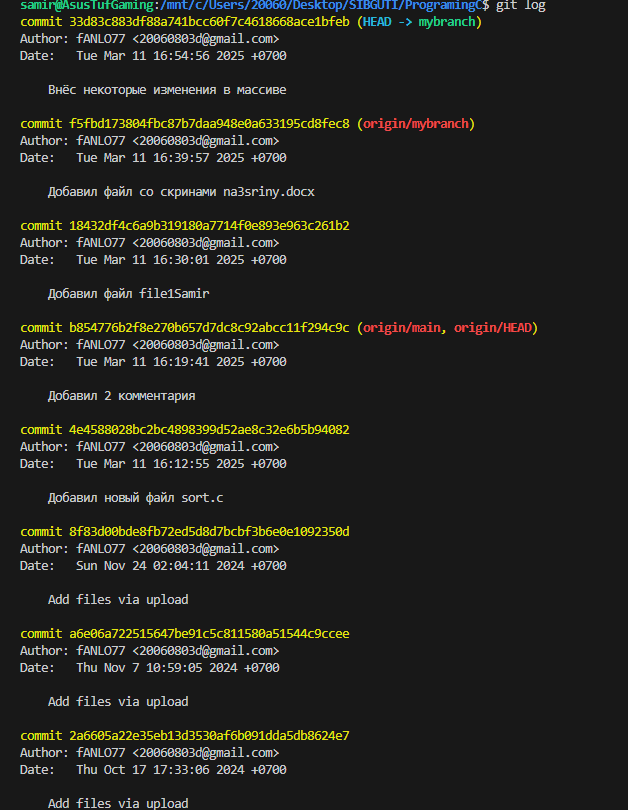 samir@AsusTufGaming:/mnt/c/Users/20060/Desktop/SIBGUTI/ProgramingC$ git log
commit 33d83c883df88a741bcc60f7c4618668ace1bfeb (HEAD -> mybranch)
Author: fANLO77 <20060803d@gmail.com>
Date:   Tue Mar 11 16:54:56 2025 +0700
Внёс некоторые изменения в массиве
commit f5fbd173804fbc87b7daa948e0a633195cd8fec8 (origin/mybranch)
Author: fANLO77 <20060803d@gmail.com>
Date:   Tue Mar 11 16:39:57 2025 +0700
Добавил файл со скринами na3sriny.docx
commit 18432df4c6a9b319180a7714f0e893e963c261b2
Author: fANLO77 <20060803d@gmail.com>
Date:   Tue Mar 11 16:30:01 2025 +0700
Добавил файл file1Samir
commit b854776b2f8e270b657d7dc8c92abcc11f294c9c (origin/main, origin/HEAD)
Author: fANLO77 <20060803d@gmail.com>
Date:   Tue Mar 11 16:19:41 2025 +0700
Добавил 2 комментария
commit 4e4588028bc2bc4898399d52ae8c32e6b5b94082
Author: fANLO77 <20060803d@gmail.com>
Date:   Tue Mar 11 16:12:55 2025 +0700
Добавил новый файл sort.c
commit 8f83d00bde8fb72ed5d8d7bcbf3b6e0e1092350d
Author: fANLO77 <20060803d@gmail.com>
Date:   Sun Nov 24 02:04:11 2024 +0700
Add files via upload
commit a6e06a722515647be91c5c811580a51544c9ccee
Author: fANLO77 <20060803d@gmail.com>
Date:   Thu Nov 7 10:59:05 2024 +0700
Add files via upload
commit 2a6605a22e35eb13d3530af6b091dda5db8624e7
Author: fANLO77 <20060803d@gmail.com>
Date:   Thu Oct 17 17:33:06 2024 +0700
Add files via upload